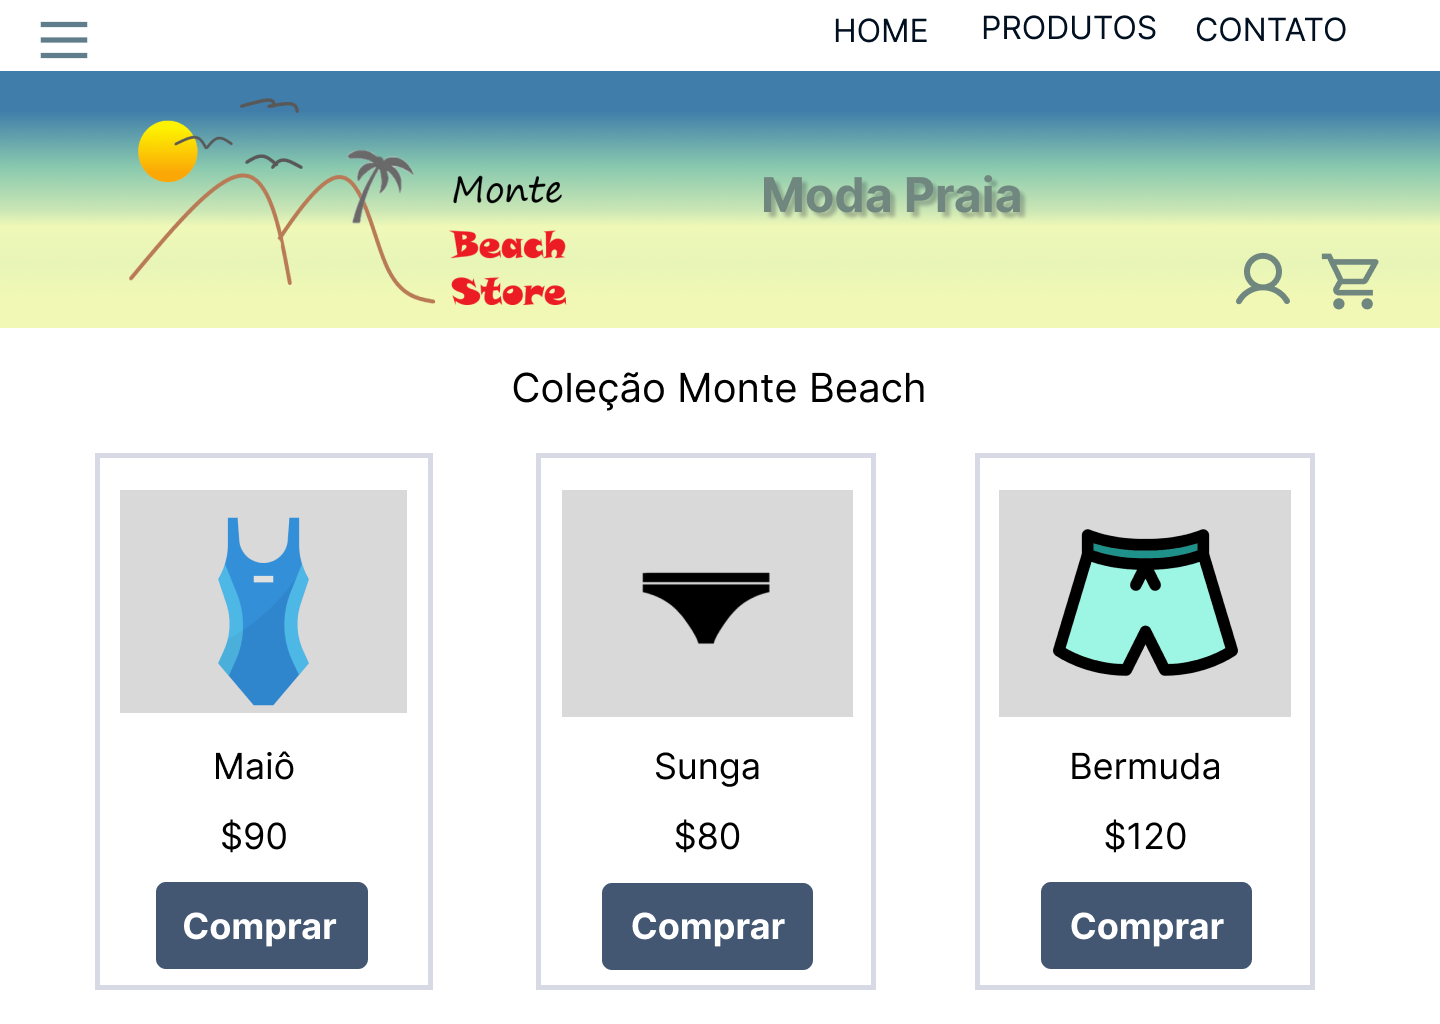 HOME PRODUTOS CONTATO
Monte
Beach
Store
Moda Praia
Coleção Monte Beach
Maiô
$90
Comprar
Sunga
$80
Comprar
Bermuda
$120
Comprar